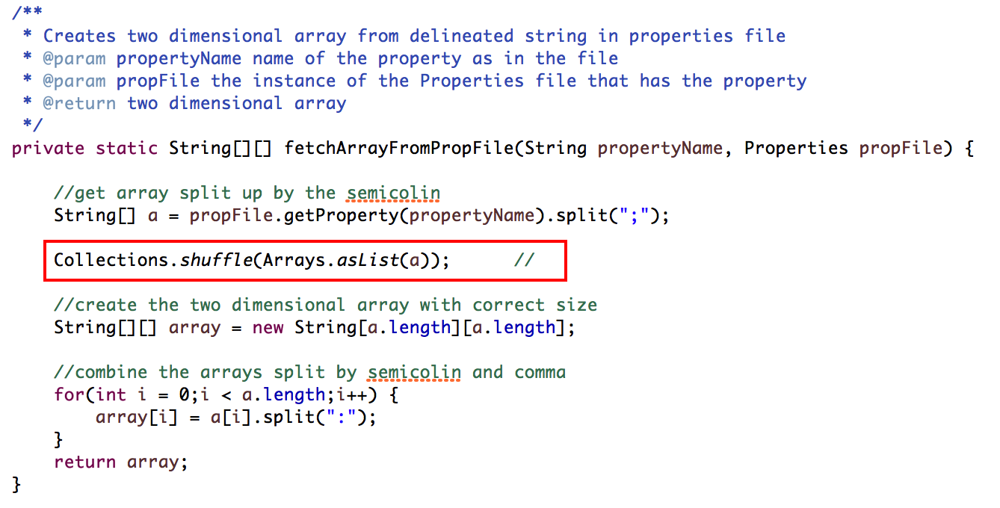 /**
 * Creates two dimensional array from delineated string in properties file
 * @param propertyName name of the property as in the file
 * @param propFile the instance of the Properties file that has the property
 * @return two dimensional array
 */
private static String[][] fetchArrayFromPropFile(String propertyName, Properties propFile) {
    //get array split up by the semicolin
    String[] a = propFile.getProperty(propertyName).split(";");
    Collections.shuffle(Arrays.asList(a));      //
    //create the two dimensional array with correct size
    String[][] array = new String[a.length][a.length];
    //combine the arrays split by semicolin and comma
    for(int i = 0;i < a.length;i++) {
        array[i] = a[i].split(":");
    }
    return array;
}